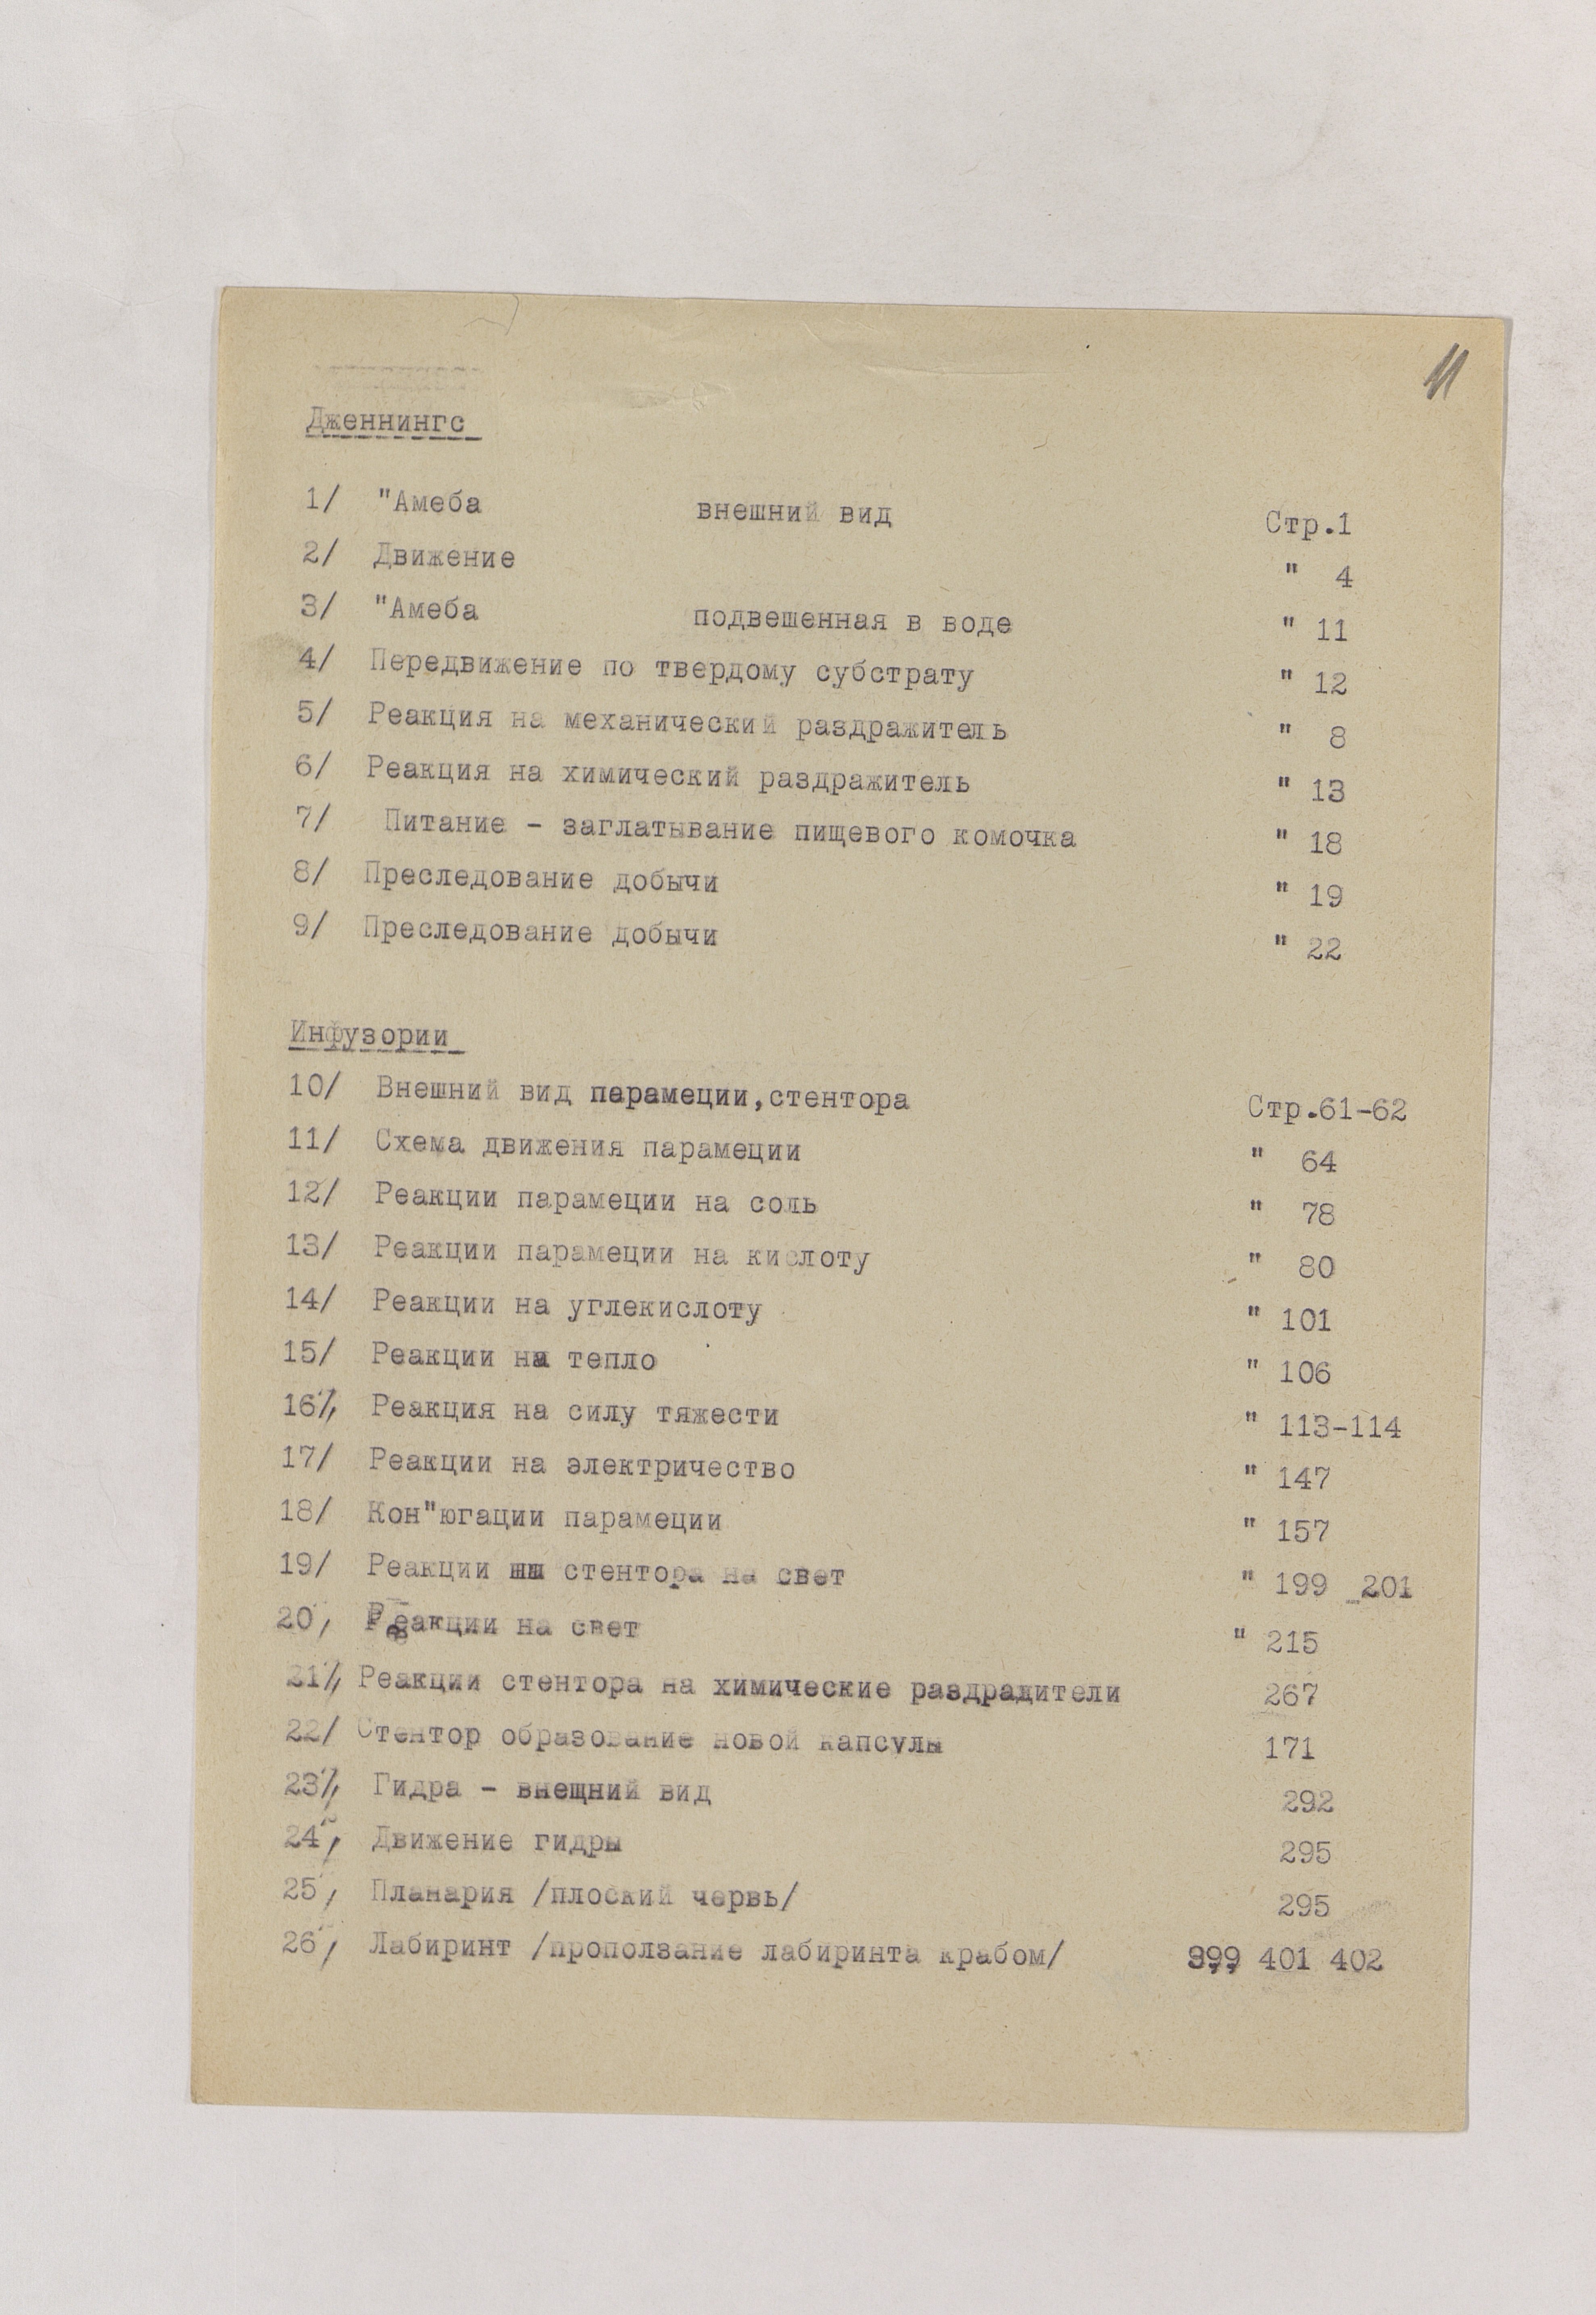 11
Дженнингс
1/ "Амеба внешний вид Стр.1
2/ Движение " 4
3/ "Амеба подвешенная в воде " 11
4/ Передвижение по твердому субстрату " 12
5/ Реакция на механический раздражитель " 8
6/ Реакция на химический раздражитель " 13
7/ Питание - заглатывание пищевого комочка " 18
8/ Преследование добычи " 19
9/ Преследование добычи " 22
Инфузории
10/ Внешний вид парамеции,стентора Стр.61-62
11/ Схема движения парамеции " 64
12/ Реакции парамеции на соль " 78
13/ Реакции парамеции на кислоту " 80
14/ Реакции на углекислоту " 101
15/ Реакции на тепло " 106
16/ Реакция на силу тяжести " 113-114
17/ Реакции на электричество " 147
18/ Кон"югации парамеции " 157
19/ Реакции стентора на свет " 199 201
20/ Реакции на свет " 215
21/ Реакции стентора на химические раздрадители 267
22/ Стентор образование новой капсулы 171
23/ Гидра - внещний вид 292
24/ Движение гидры 295
25/ Планария /плоский червь/ 295
26/ Лабиринт /проползание лабиринта крабом/ 399 401 402